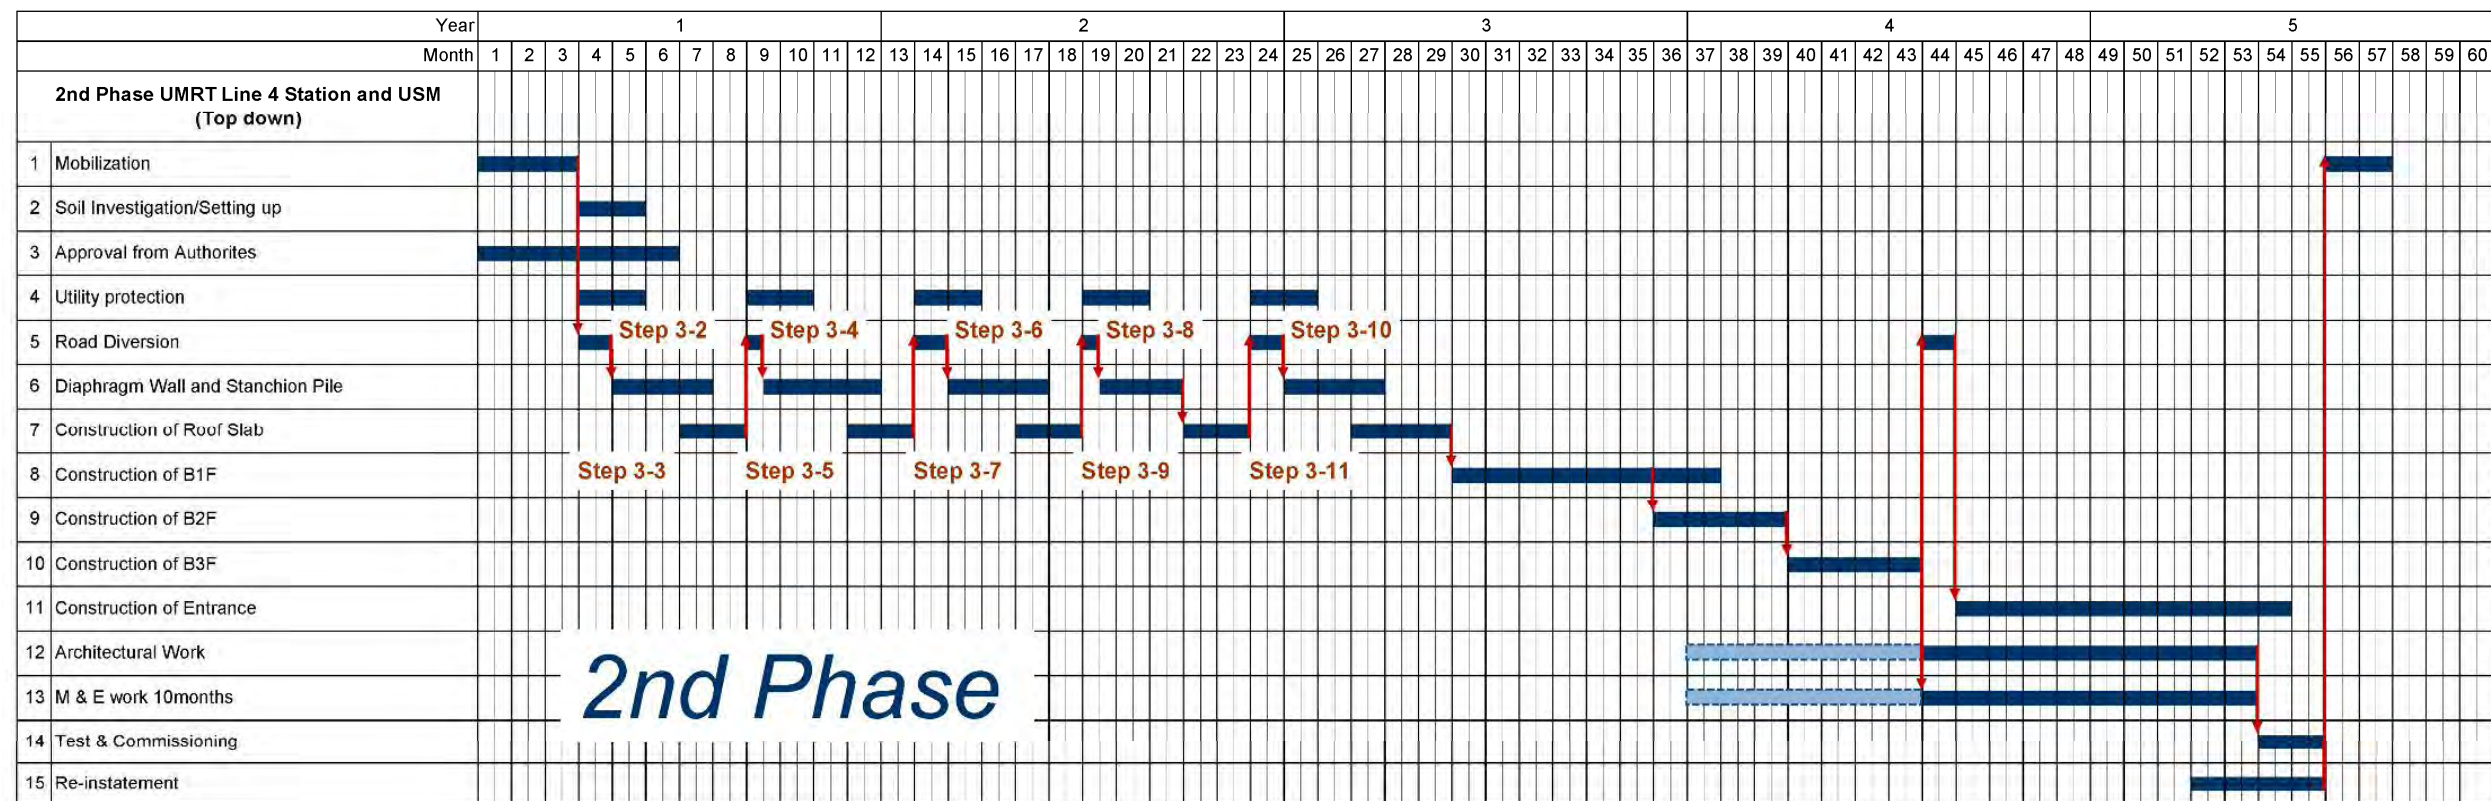 Year 1 2 3 4 5
Month 1 2 3 4 5 6 7 8 9 10 11 12 13 14 15 16 17 18 19 20 21 22 23 24 25 26 27 28 29 30 31 32 33 34 35 36 37 38 39 40 41 42 43 44 45 46 47 48 49 50 51 52 53 54 55 56 57 58 59 60
2nd Phase UMRT Line 4 Station and USM
(Top down)
1 Mobilization
2 Soil Investigation/Setting up
3 Approval from Authorites
4 Utility protection
Step 3-2 Step 3-4 Step 3-6 Step 3-8 Step 3-10
5 Road Diversion
6 Diaphragm Wall and Stanchion Pile
7 Construction of Roof Slab
Step 3-3 Step 3-5 Step 3-7 Step 3-9 Step 3-11
8 Construction of B1F
9 Construction of B2F
10 Construction of B3F
11 Construction of Entrance
12 Architectural Work
2nd Phase
13 M & E work 10months
14 Test & Commissioning
15 Re-instatement